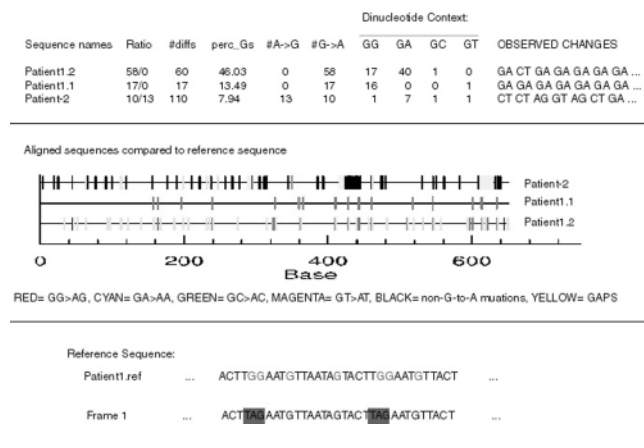 Dinucleotide Context:
Sequence names Ratio #diffs perc_Gs #A->G #G->A GG GA GC GT OBSERVED CHANGES
Patient1.2 58/0 60 46.03 0 58 17 40 1 0 GA CT GA GA GA GA GA ...
Patient1.1 17/0 17 13.49 0 17 16 0 0 1 GA GA GA GA GA GA GA ...
Patient-2 10/13 110 7.94 13 10 1 7 1 1 CT CT AG GT AG CT GA ...
Aligned sequences compared to reference sequence
Patient-2
Patient1.1
Patient1.2
0 200 400 600
Base
RED= GG>AG, CYAN= GA>AA, GREEN= GC>AC, MAGENTA= GT>AT, BLACK= non-G-to-A muations, YELLOW= GAPS
Reference Sequence:
Patient1.ref ... ACTTGGAATGTTAATAGTACTTGGAATGTTACT ...
Frame 1 ... ACTTAGAATGTTAATAGTACTTAGAATGTTACT ...